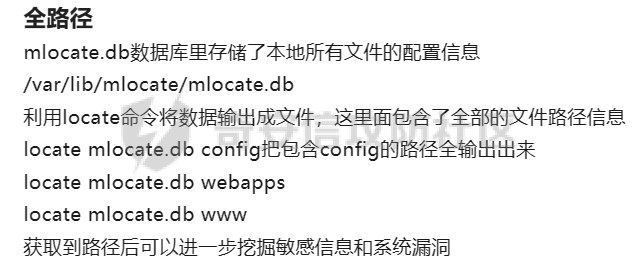 全路径
mlocate.db数据库里存储了本地所有文件的配置信息
/var/lib/mlocate/mlocate.db
利用locate命令将数据输出成文件，这里面包含了全部的文件路径信息
locate mlocate.db config把包含config的路径全输出出来
locate mlocate.db webapps
locate mlocate.db www
获取到路径后可以进一步挖掘敏感信息和系统漏洞
奇安信攻防社区